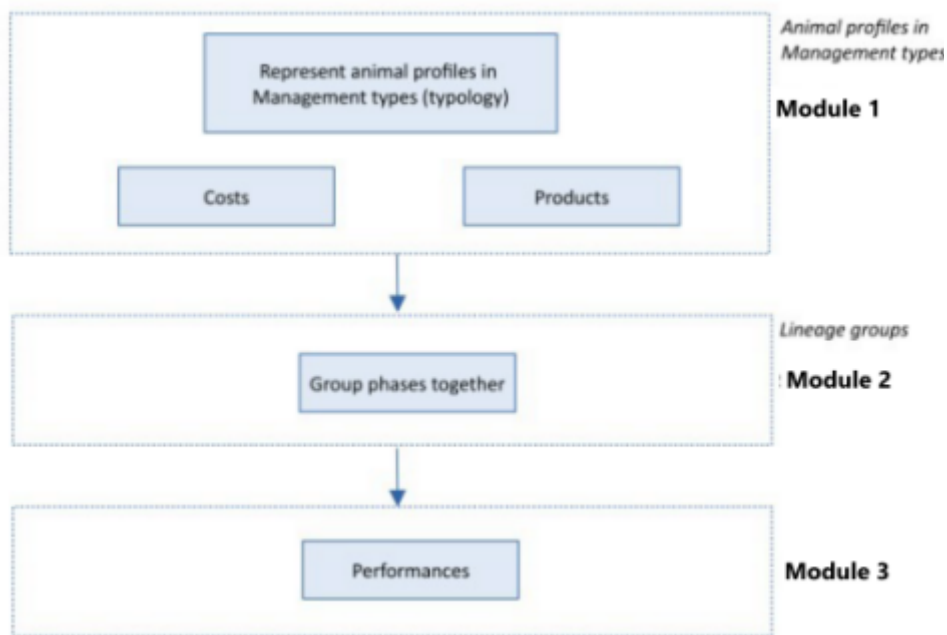 Animal profiles in
Management types
Represent animal profiles in
Management types (typology)
Module 1
Costs
Products
Lineage groups
Module 2
Group phases together
Performances
Module 3